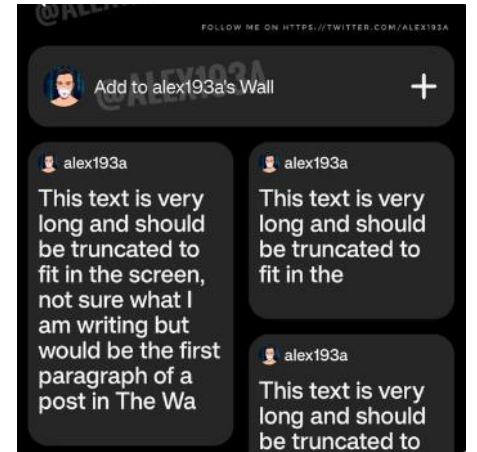 @ALEX193A
FOLLOW ME ON HTTPS://TWITTER.COM/ALEX193A
@ALEX193A
Add to alex193a's Wall
alex193a
This text is very
long and should
be truncated to
fit in the screen,
not sure what I
am writing but
would be the first
paragraph of a
post in The Wa
alex193a
This text is very
long and should
be truncated to
fit in the
alex193a
This text is very
long and should
be truncated to